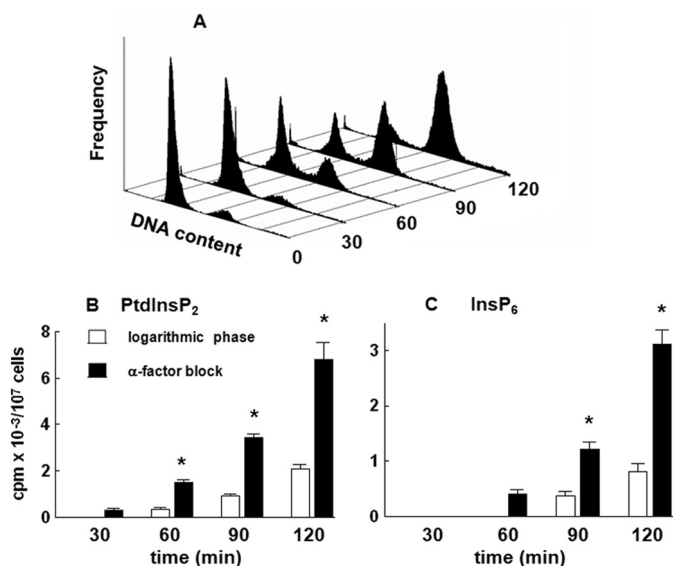 A
Frequency
DNA content
0
30
60
90
120
B PtdInsP₂
logarithmic phase
α-factor block
cpm x 10⁻³/10⁷ cells
8
6
4
2
0
*
*
*
30 60 90 120
time (min)
C InsP₆
3
2
1
0
*
*
30 60 90 120
time (min)